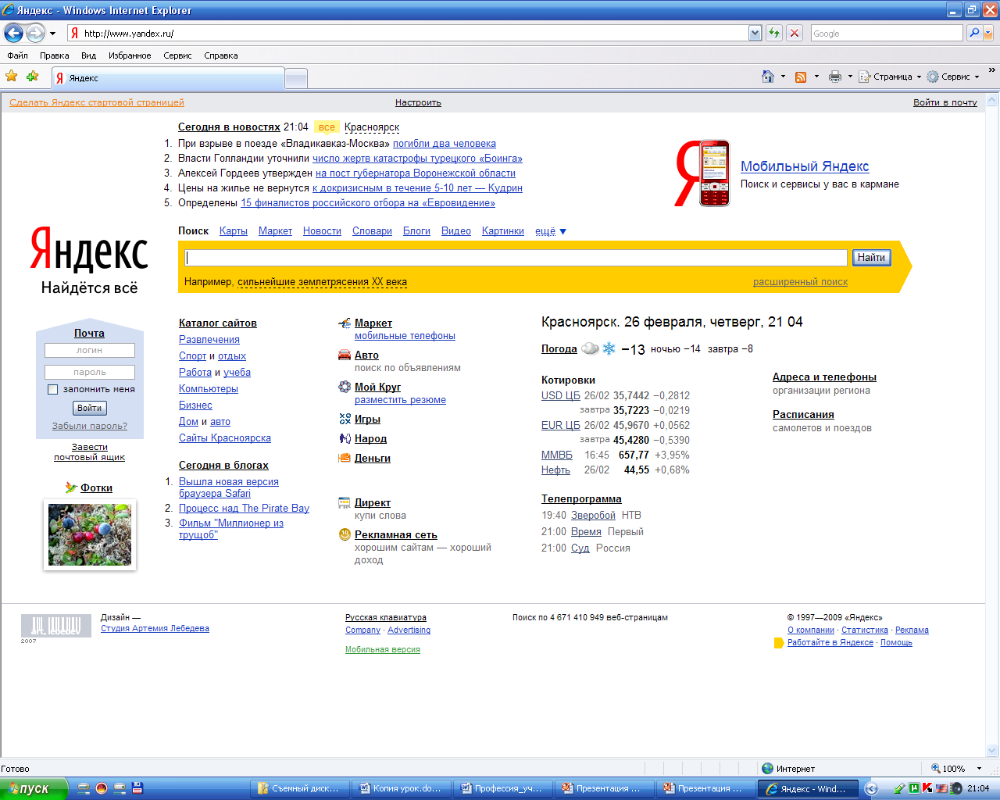 Яндекс - Windows Internet Explorer
http://www.yandex.ru/
Google
Файл Правка Вид Избранное Сервис Справка
Яндекс
Страница Сервис
Сделать Яндекс стартовой страницей Настроить Войти в почту
Сегодня в новостях 21:04 все Красноярск
1. При взрыве в поезде «Владикавказ-Москва» погибли два человека
2. Власти Голландии уточнили число жертв катастрофы турецкого «Боинга»
3. Алексей Гордеев утвержден на пост губернатора Воронежской области
4. Цены на жилье не вернутся к докризисным в течение 5-10 лет — Кудрин
5. Определены 15 финалистов российского отбора на «Евровидение»
Я
Мобильный Яндекс
Поиск и сервисы у вас в кармане
Яндекс
Найдётся всё
Поиск Карты Маркет Новости Словари Блоги Видео Картинки ещё
Найти
Например, сильнейшие землетрясения XX века расширенный поиск
Почта
логин
пароль
запомнить меня
Войти
Забыли пароль?
Завести
почтовый ящик
Фотки
Каталог сайтов
Развлечения
Спорт и отдых
Работа и учеба
Компьютеры
Бизнес
Дом и авто
Сайты Красноярска
Сегодня в блогах
1. Вышла новая версия
браузера Safari
2. Процесс над The Pirate Bay
3. Фильм "Миллионер из
трущоб"
Маркет
мобильные телефоны
Авто
поиск по объявлениям
Мой Круг
разместить резюме
Игры
Народ
Деньги
Директ
купи слова
Рекламная сеть
хорошим сайтам — хороший
доход
Красноярск. 26 февраля, четверг, 21 04
Погода −13 ночью −14 завтра −8
Котировки
USD ЦБ 26/02 35,7442 −0,2812
завтра 35,7223 −0,0219
EUR ЦБ 26/02 45,9670 +0,0562
завтра 45,4280 −0,5390
ММВБ 16:45 657,77 +3,95%
Нефть 26/02 44,55 +0,68%
Телепрограмма
19:40 Зверобой НТВ
21:00 Время Первый
21:00 Суд Россия
Адреса и телефоны
организации региона
Расписания
самолетов и поездов
art. lebedev
2007
Дизайн —
Студия Артемия Лебедева
Русская клавиатура
Company · Advertising
Мобильная версия
Поиск по 4 671 410 949 веб-страницам
© 1997—2009 «Яндекс»
О компании · Статистика · Реклама
Работайте в Яндексе · Помощь
Готово Интернет 100%
пуск Съемный диск... Копия урок.do... Профессия_уч... Презентация ... Презентация ... Яндекс - Wind... 21:04